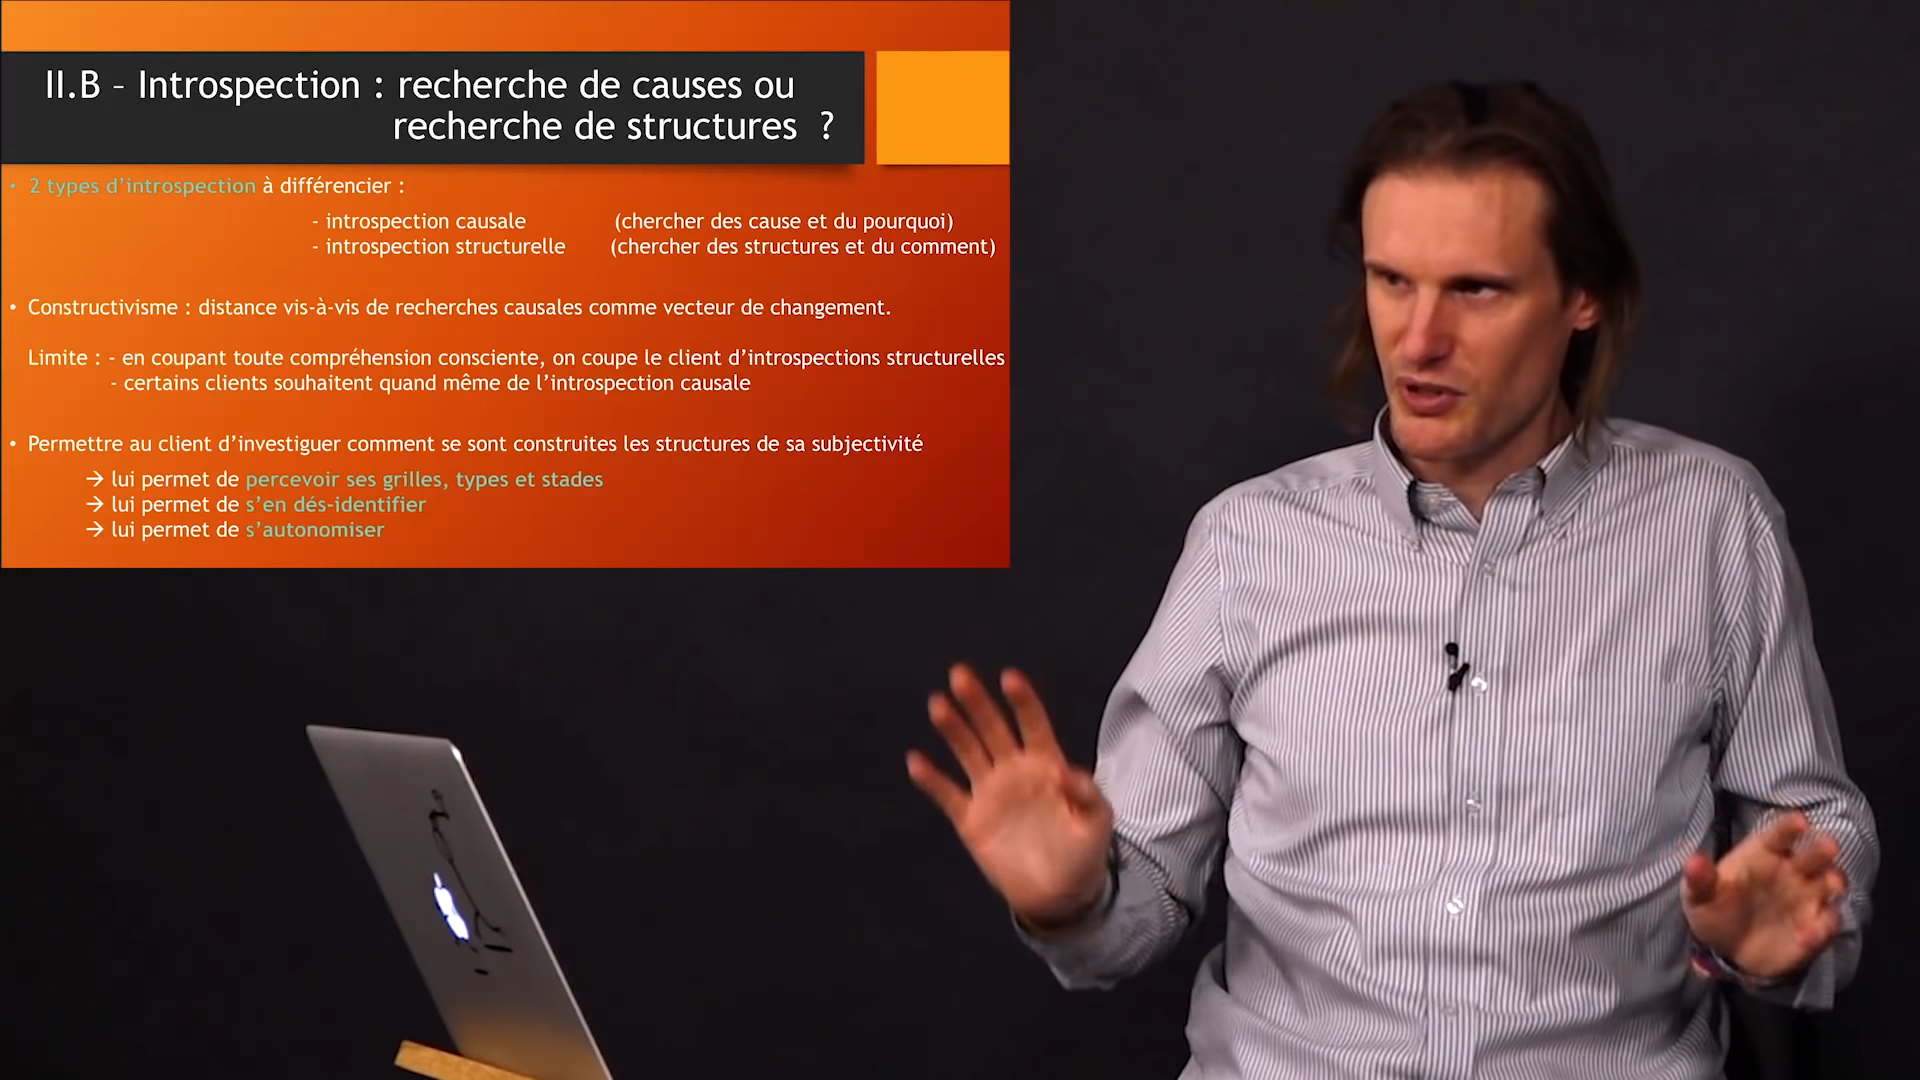 II.B – Introspection : recherche de causes ou
recherche de structures ?
• 2 types d'introspection à différencier :
- introspection causale (chercher des cause et du pourquoi)
- introspection structurelle (chercher des structures et du comment)
• Constructivisme : distance vis-à-vis de recherches causales comme vecteur de changement.
Limite : - en coupant toute compréhension consciente, on coupe le client d'introspections structurelles
- certains clients souhaitent quand même de l'introspection causale
• Permettre au client d'investiguer comment se sont construites les structures de sa subjectivité
→ lui permet de percevoir ses grilles, types et stades
→ lui permet de s'en dés-identifier
→ lui permet de s'autonomiser